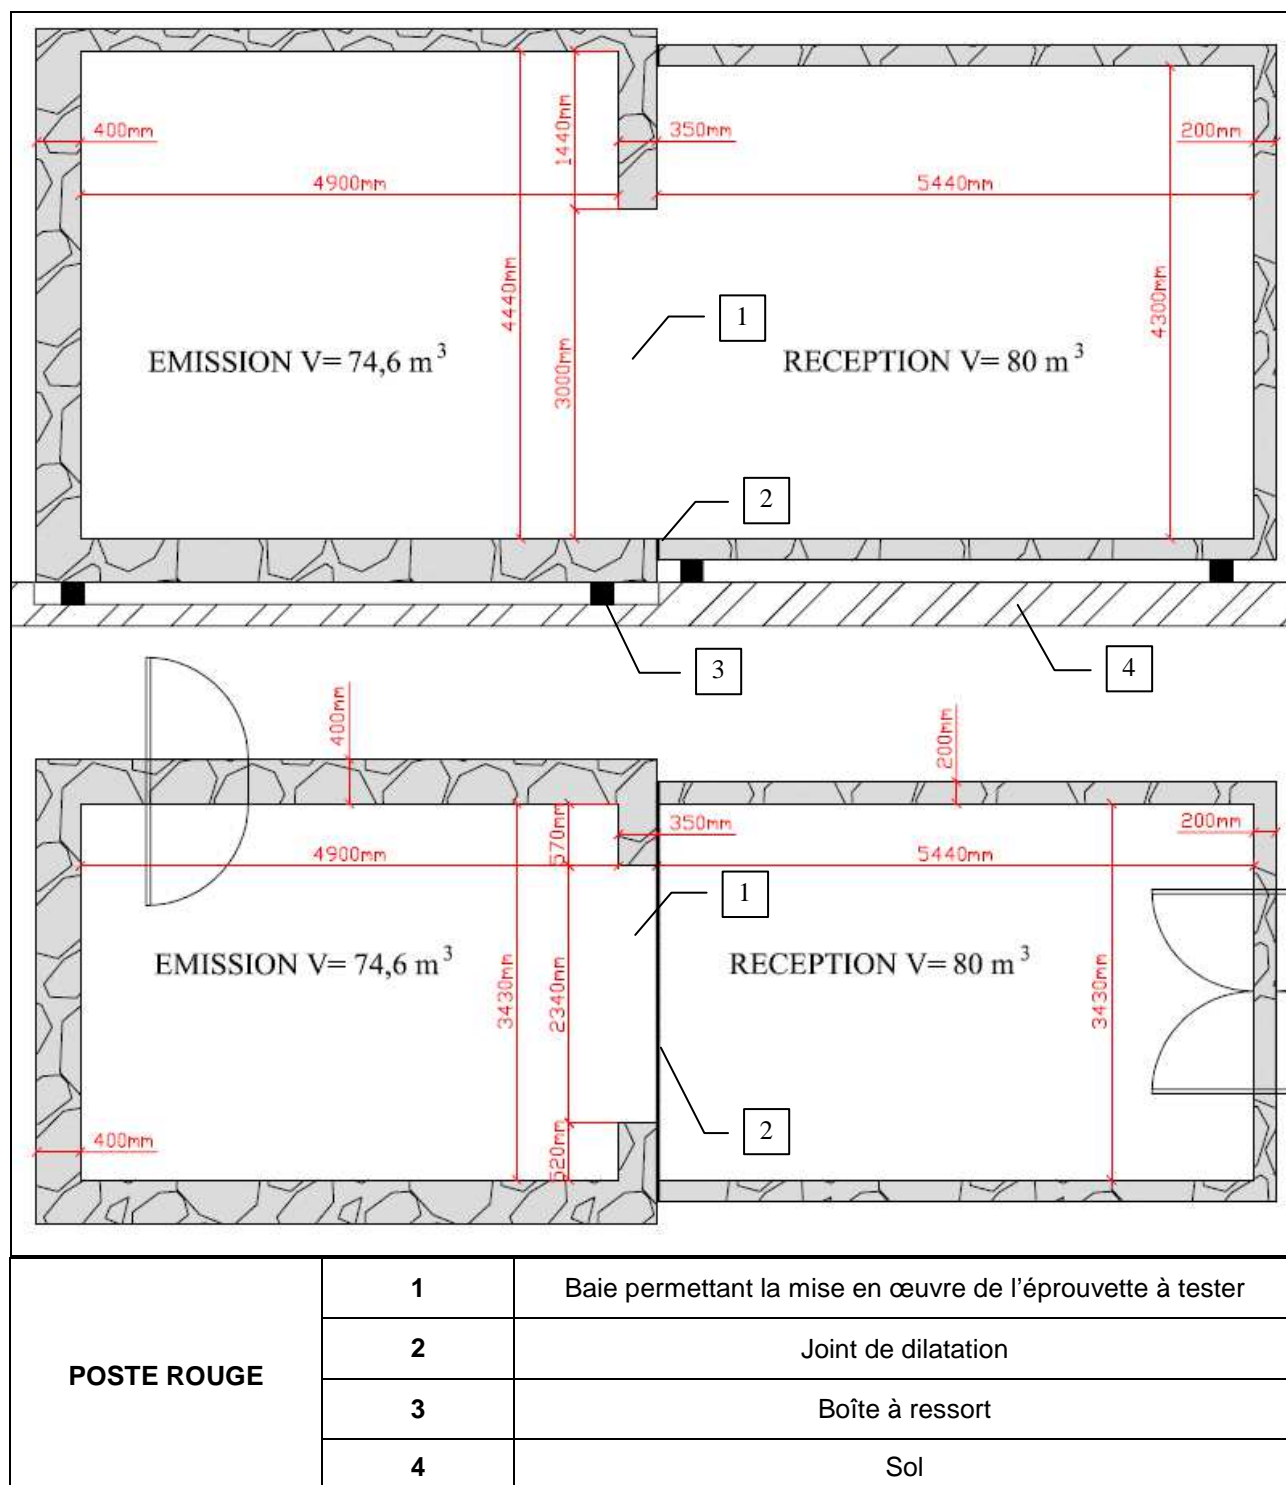 400mm
4900mm
1440mm
350mm
5440mm
200mm
4440mm
3000mm
4300mm
1
EMISSION V= 74,6 m³
RECEPTION V= 80 m³
2
3
4
400mm
200mm
4900mm
570mm
350mm
5440mm
200mm
1
EMISSION V= 74,6 m³
RECEPTION V= 80 m³
3430mm
2340mm
3430mm
400mm
520mm
2
POSTE ROUGE
1 Baie permettant la mise en œuvre de l'éprouvette à tester
2 Joint de dilatation
3 Boîte à ressort
4 Sol